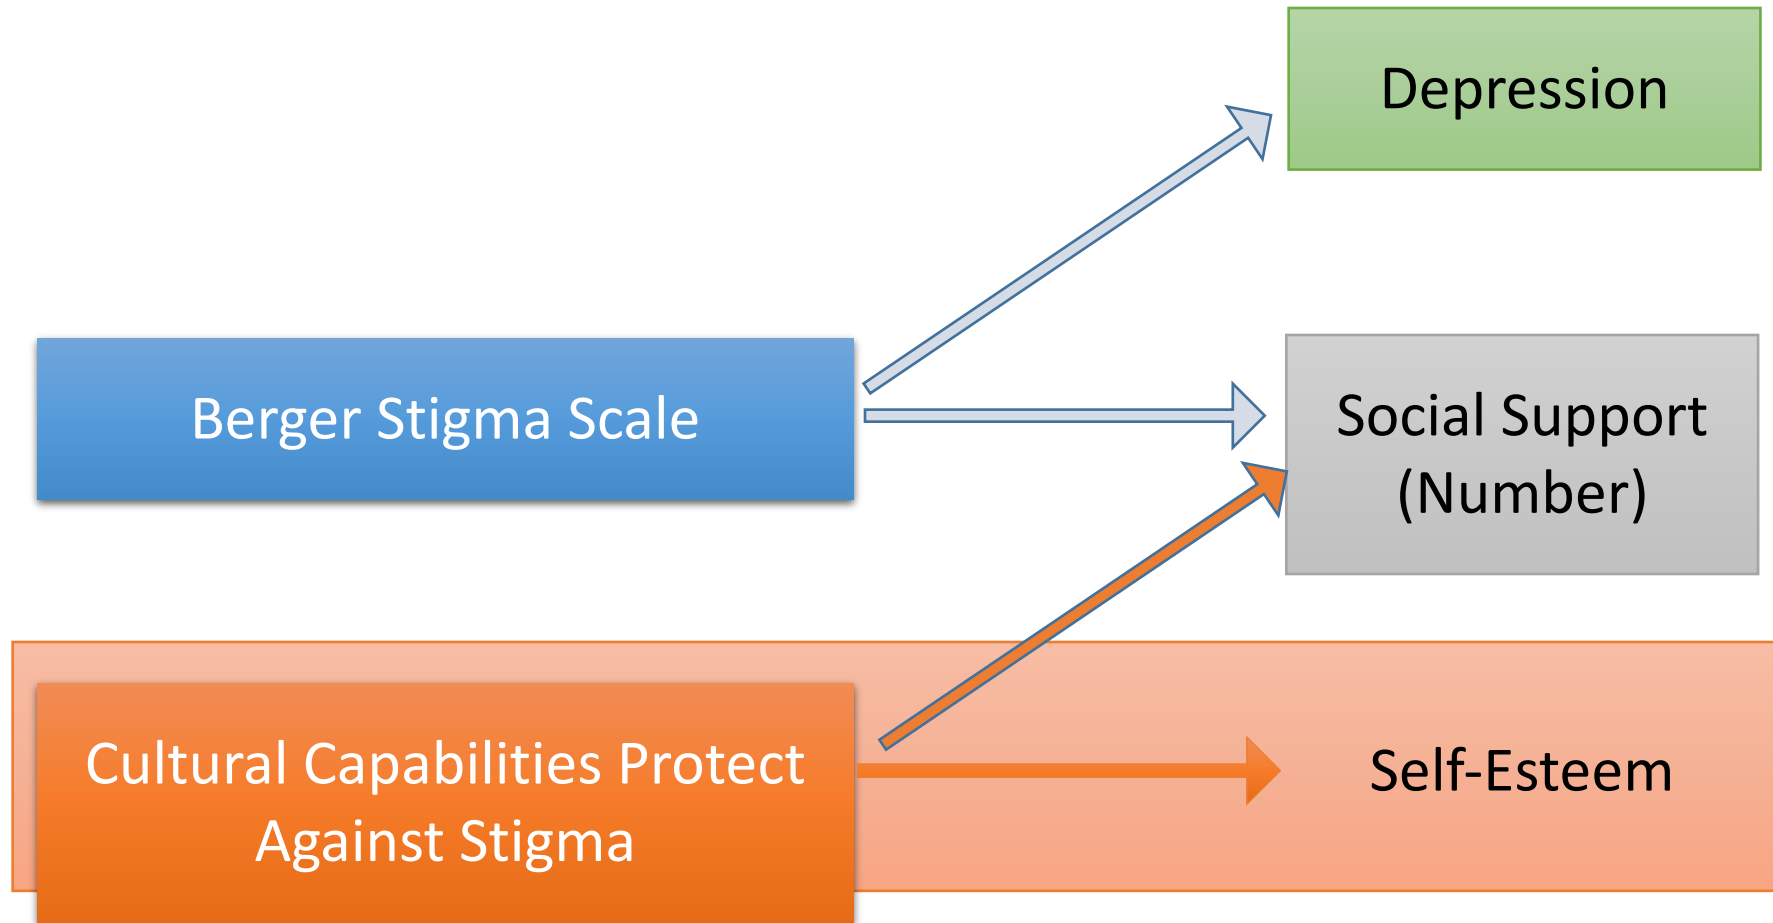 Depression
Berger Stigma Scale
Social Support
(Number)
Cultural Capabilities Protect
Against Stigma
Self-Esteem